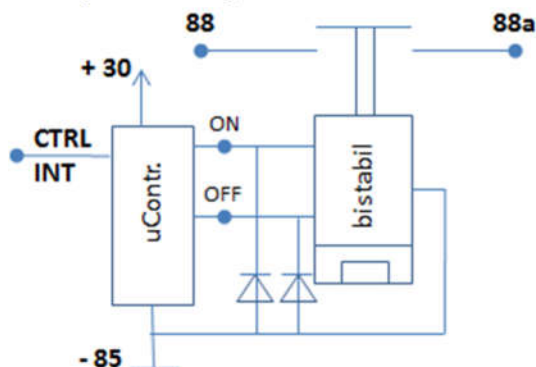 88
88a
+ 30
ON
CTRL
INT
OFF
uContr.
bistabil
- 85